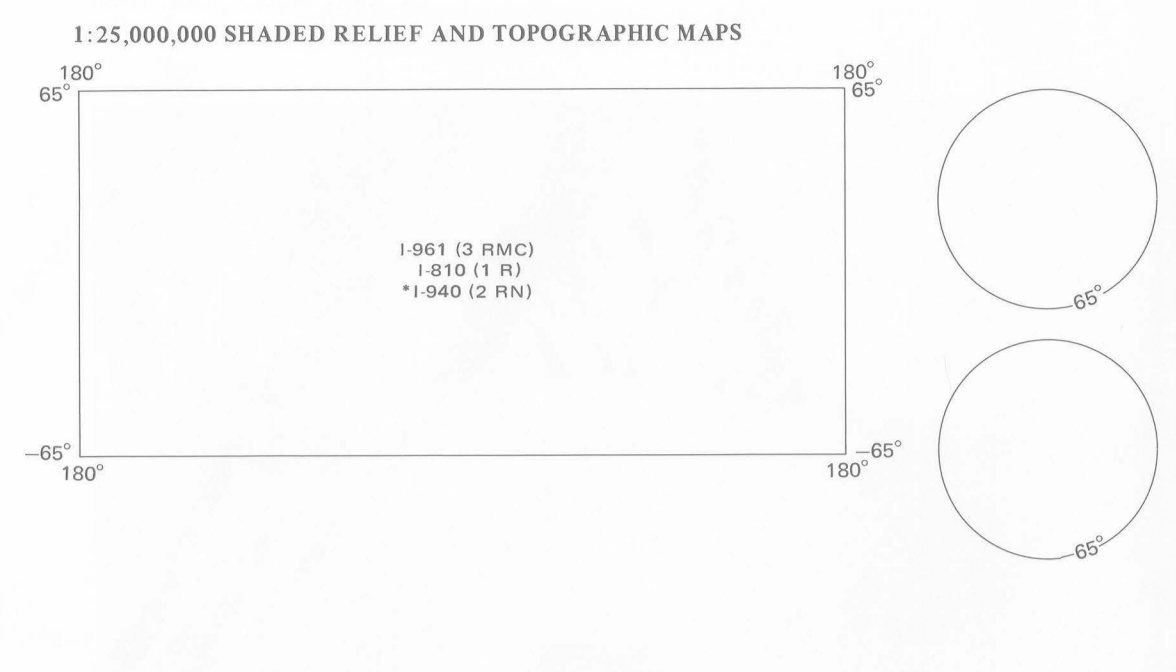 1:25,000,000 SHADED RELIEF AND TOPOGRAPHIC MAPS
180° 180°
65° 65°
I-961 (3 RMC)
I-810 (1 R)
*I-940 (2 RN)
65°
—65° —65°
180° 180°
65°